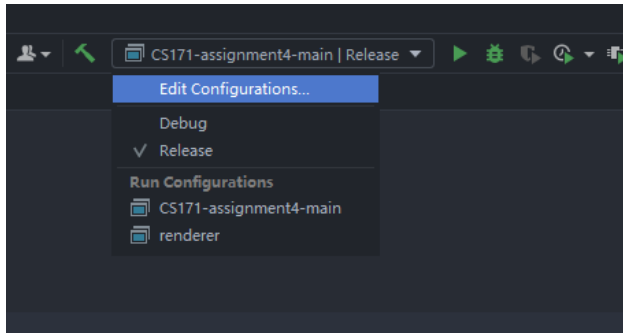 CS171-assignment4-main | Release
Edit Configurations...
Debug
Release
Run Configurations
CS171-assignment4-main
renderer